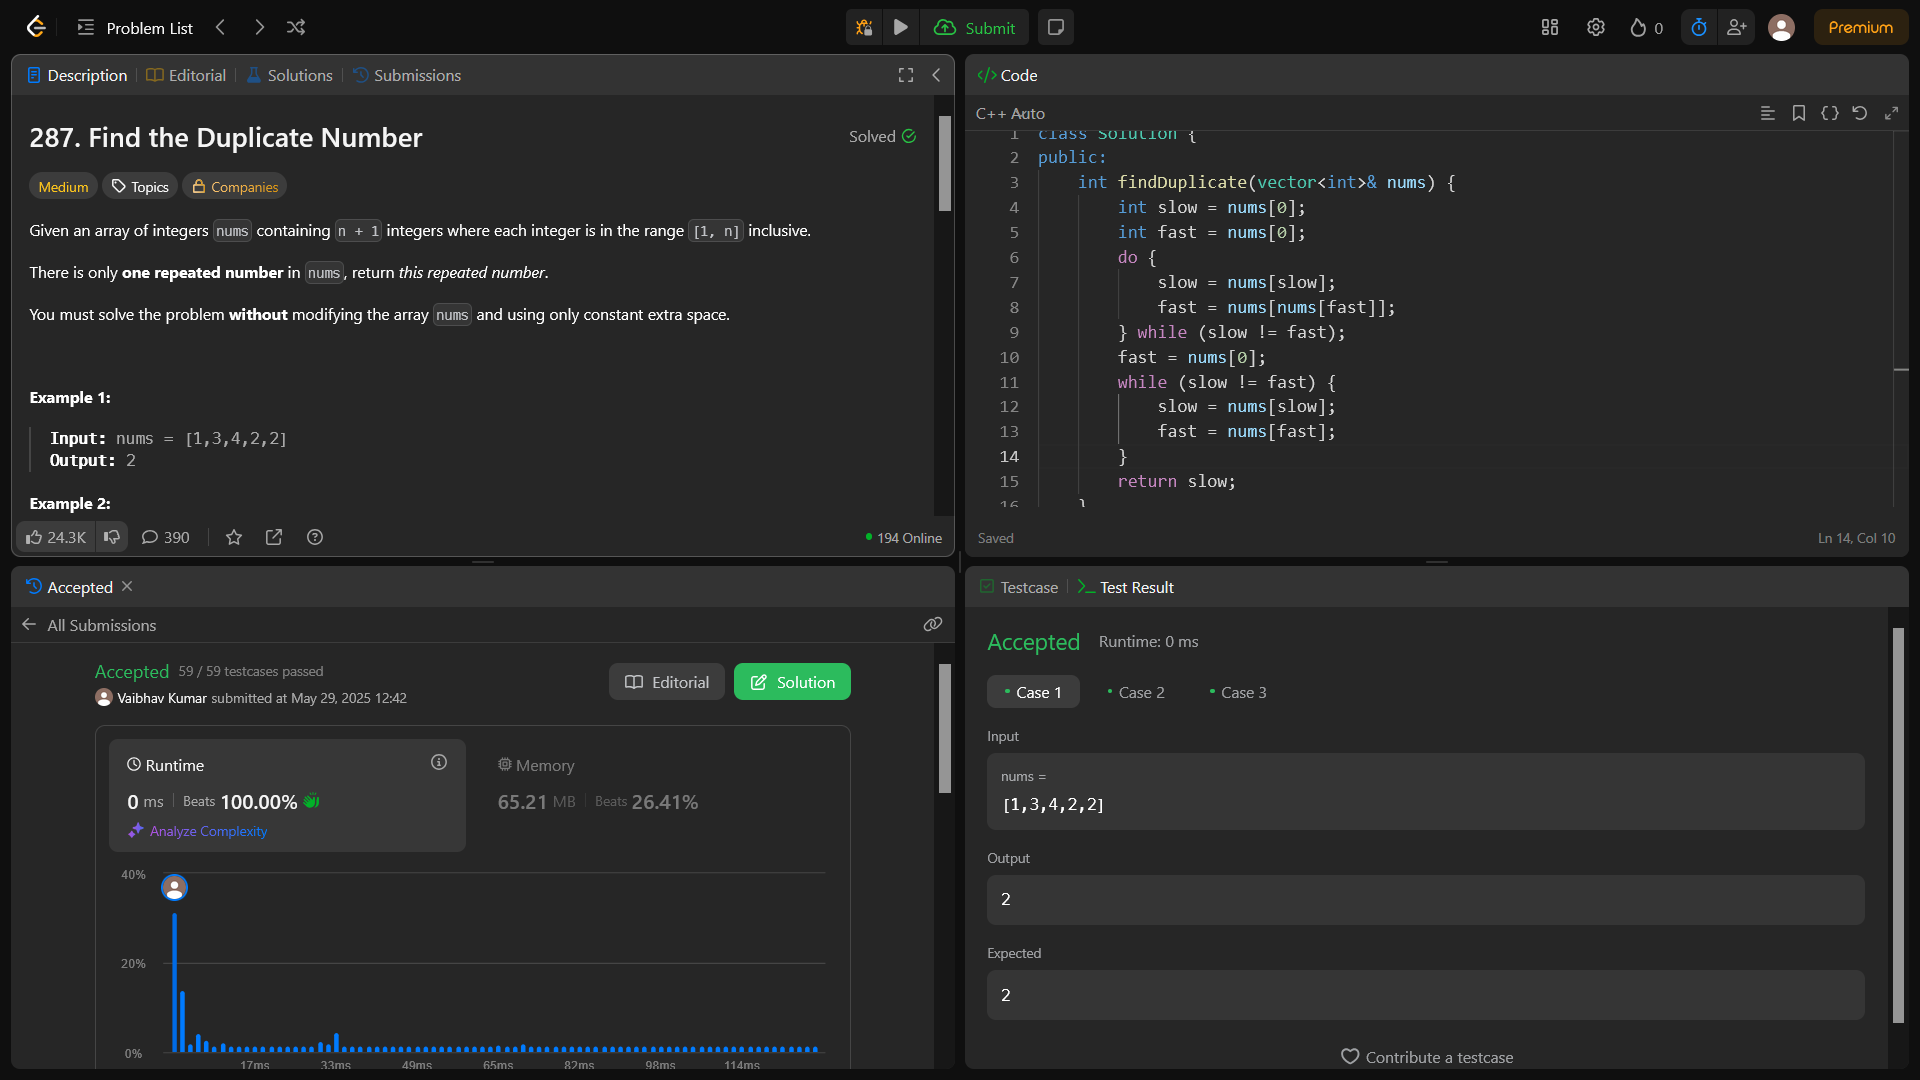 Problem List
Submit
0
Premium
Description
Editorial
Solutions
Submissions
287. Find the Duplicate Number
Solved
Medium
Topics
Companies
Given an array of integers nums containing n + 1 integers where each integer is in the range [1, n] inclusive.
There is only one repeated number in nums, return this repeated number.
You must solve the problem without modifying the array nums and using only constant extra space.
Example 1:
Input: nums = [1,3,4,2,2]
Output: 2
Example 2:
24.3K
390
194 Online
Code
C++ Auto
1 class Solution {
2 public:
3 int findDuplicate(vector<int>& nums) {
4 int slow = nums[0];
5 int fast = nums[0];
6 do {
7 slow = nums[slow];
8 fast = nums[nums[fast]];
9 } while (slow != fast);
10 fast = nums[0];
11 while (slow != fast) {
12 slow = nums[slow];
13 fast = nums[fast];
14 }
15 return slow;
16 }
Saved
Ln 14, Col 10
Accepted
All Submissions
Accepted 59 / 59 testcases passed
Vaibhav Kumar submitted at May 29, 2025 12:42
Editorial
Solution
Runtime
0 ms Beats 100.00%
Analyze Complexity
Memory
65.21 MB Beats 26.41%
40%
20%
0%
17ms 33ms 49ms 65ms 82ms 98ms 114ms
Testcase
Test Result
Accepted Runtime: 0 ms
Case 1
Case 2
Case 3
Input
nums =
[1,3,4,2,2]
Output
2
Expected
2
Contribute a testcase